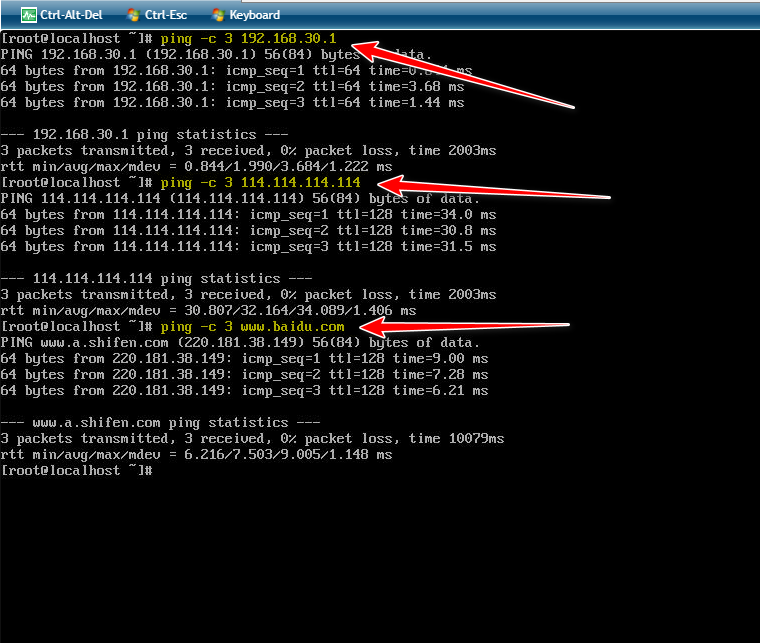 Ctrl-Alt-Del Ctrl-Esc Keyboard
[root@localhost ~]# ping -c 3 192.168.30.1
PING 192.168.30.1 (192.168.30.1) 56(84) bytes of data.
64 bytes from 192.168.30.1: icmp_seq=1 ttl=64 time=0.844 ms
64 bytes from 192.168.30.1: icmp_seq=2 ttl=64 time=3.68 ms
64 bytes from 192.168.30.1: icmp_seq=3 ttl=64 time=1.44 ms
--- 192.168.30.1 ping statistics ---
3 packets transmitted, 3 received, 0% packet loss, time 2003ms
rtt min/avg/max/mdev = 0.844/1.990/3.684/1.222 ms
[root@localhost ~]# ping -c 3 114.114.114.114
PING 114.114.114.114 (114.114.114.114) 56(84) bytes of data.
64 bytes from 114.114.114.114: icmp_seq=1 ttl=128 time=34.0 ms
64 bytes from 114.114.114.114: icmp_seq=2 ttl=128 time=30.8 ms
64 bytes from 114.114.114.114: icmp_seq=3 ttl=128 time=31.5 ms
--- 114.114.114.114 ping statistics ---
3 packets transmitted, 3 received, 0% packet loss, time 2003ms
rtt min/avg/max/mdev = 30.807/32.164/34.089/1.406 ms
[root@localhost ~]# ping -c 3 www.baidu.com
PING www.a.shifen.com (220.181.38.149) 56(84) bytes of data.
64 bytes from 220.181.38.149: icmp_seq=1 ttl=128 time=9.00 ms
64 bytes from 220.181.38.149: icmp_seq=2 ttl=128 time=7.28 ms
64 bytes from 220.181.38.149: icmp_seq=3 ttl=128 time=6.21 ms
--- www.a.shifen.com ping statistics ---
3 packets transmitted, 3 received, 0% packet loss, time 10079ms
rtt min/avg/max/mdev = 6.216/7.503/9.005/1.148 ms
[root@localhost ~]#